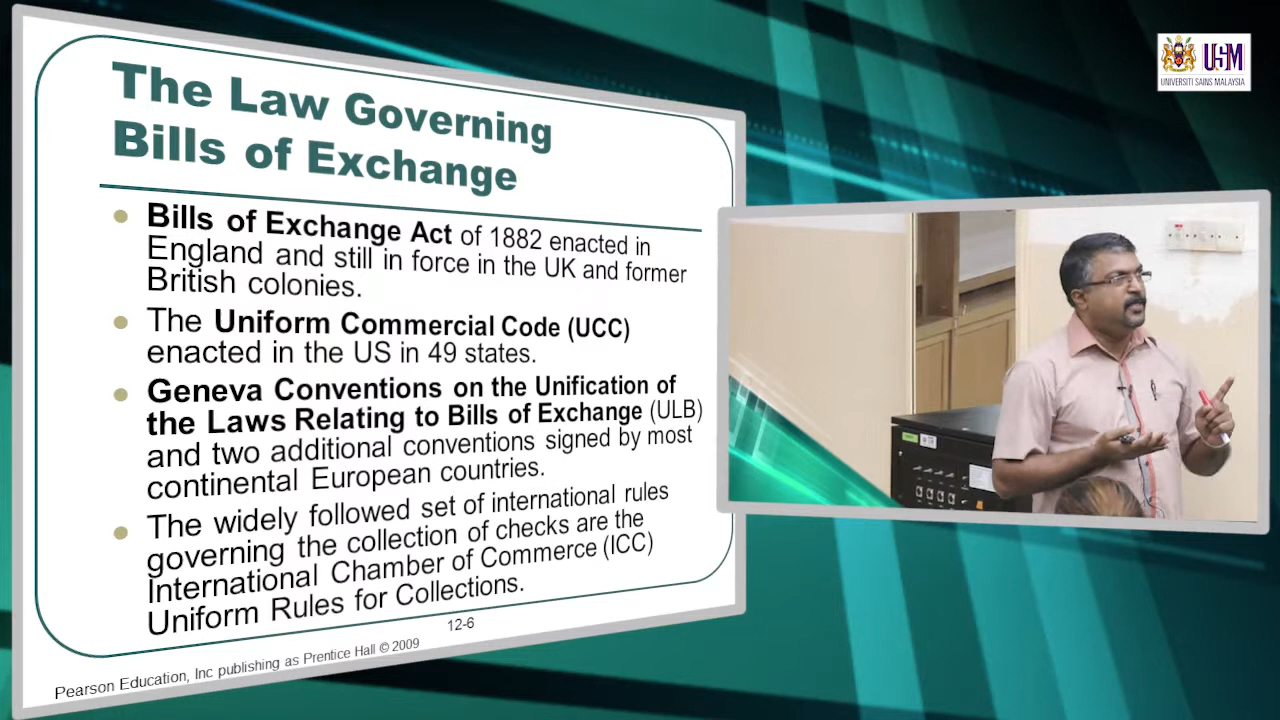 The Law Governing
Bills of Exchange
Bills of Exchange Act of 1882 enacted in
England and still in force in the UK and former
British colonies.
The Uniform Commercial Code (UCC)
enacted in the US in 49 states.
Geneva Conventions on the Unification of
the Laws Relating to Bills of Exchange (ULB)
and two additional conventions signed by most
continental European countries.
The widely followed set of international rules
governing the collection of checks are the
International Chamber of Commerce (ICC)
Uniform Rules for Collections.
12-6
Pearson Education, Inc publishing as Prentice Hall © 2009
USM
UNIVERSITI SAINS MALAYSIA